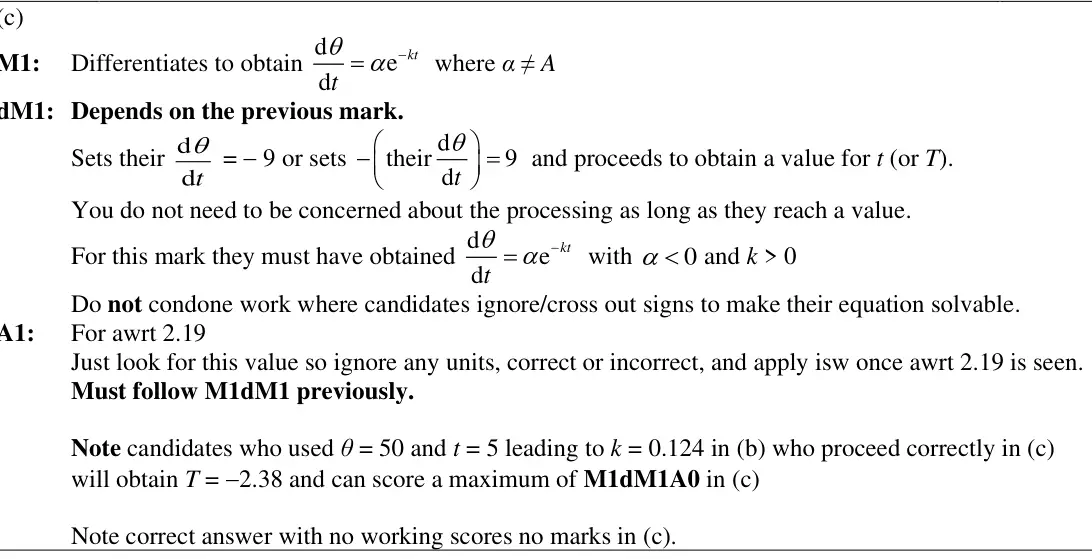 (c)
M1: Differentiates to obtain dθ/dt = αe^(−kt) where α ≠ A
dM1: Depends on the previous mark.
Sets their dθ/dt = – 9 or sets −(their dθ/dt) = 9 and proceeds to obtain a value for t (or T).
You do not need to be concerned about the processing as long as they reach a value.
For this mark they must have obtained dθ/dt = αe^(−kt) with α < 0 and k > 0
Do not condone work where candidates ignore/cross out signs to make their equation solvable.
A1: For awrt 2.19
Just look for this value so ignore any units, correct or incorrect, and apply isw once awrt 2.19 is seen.
Must follow M1dM1 previously.
Note candidates who used θ = 50 and t = 5 leading to k = 0.124 in (b) who proceed correctly in (c)
will obtain T = –2.38 and can score a maximum of M1dM1A0 in (c)
Note correct answer with no working scores no marks in (c).